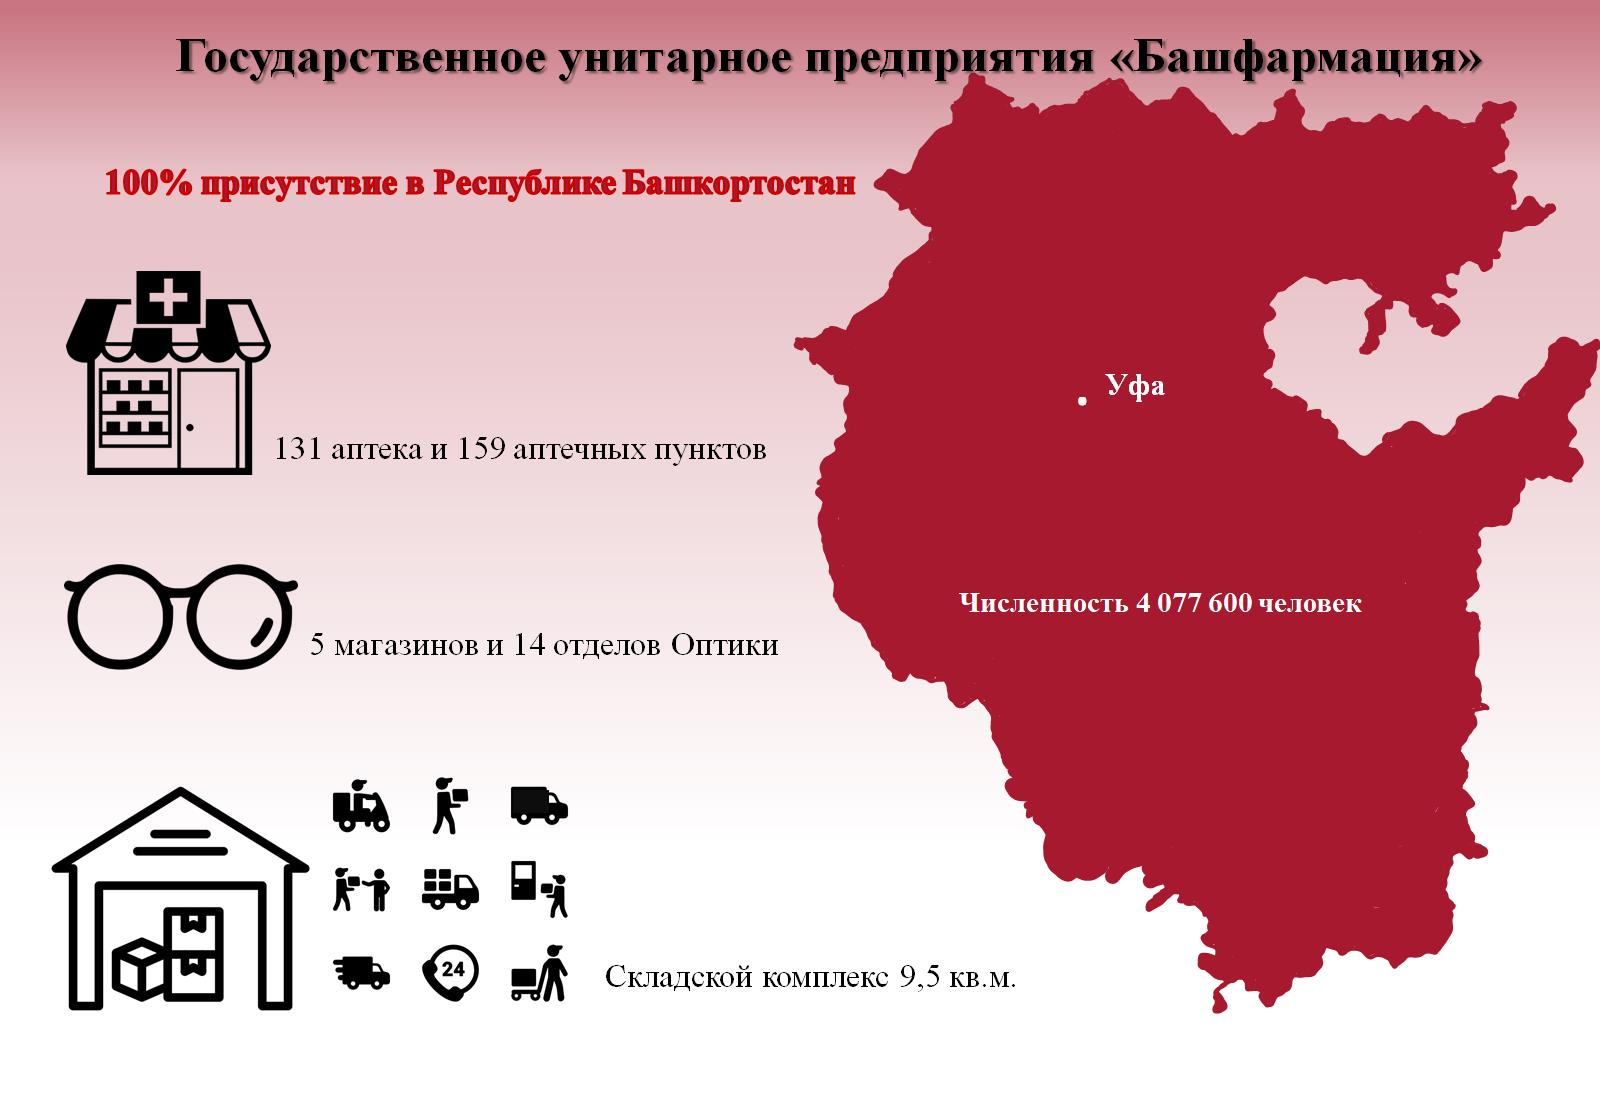 Государственное унитарное предприятия «Башфармация»
100% присутствие в Республике Башкортостан
131 аптека и 159 аптечных пунктов
Уфа
Численность 4 077 600 человек
5 магазинов и 14 отделов Оптики
24
Складской комплекс 9,5 кв.м.